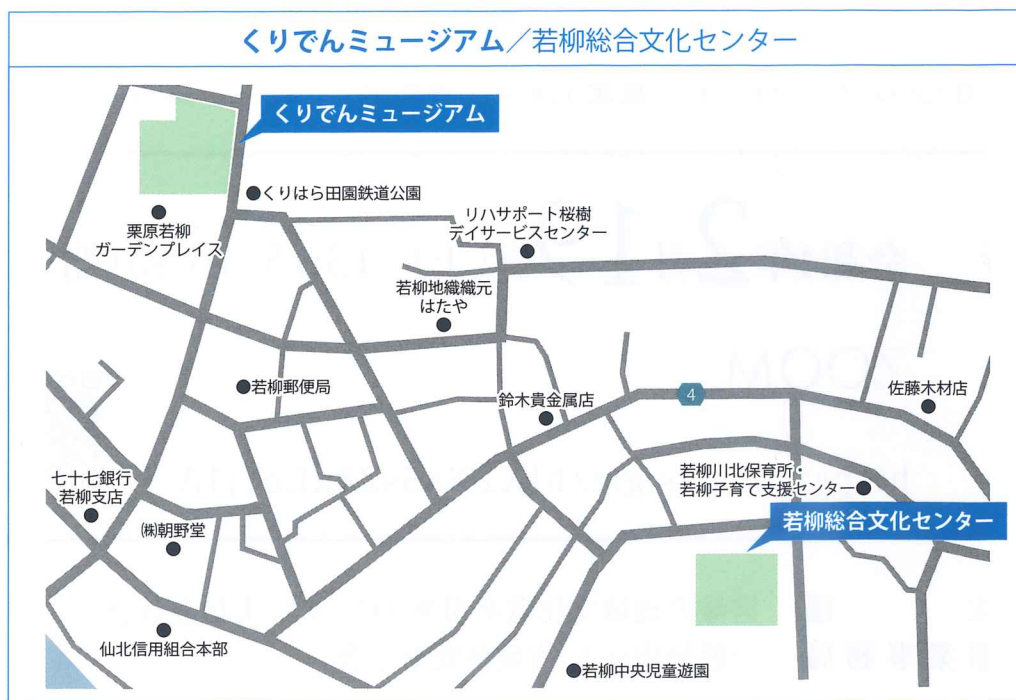 くりでんミュージアム／若柳総合文化センター
くりでんミュージアム
くりはら田園鉄道公園
栗原若柳
ガーデンプレイス
リハサポート桜樹
デイサービスセンター
若柳地織織元
はたや
若柳郵便局
鈴木貴金属店
4
佐藤木材店
七十七銀行
若柳支店
㈱朝野堂
若柳川北保育所・
若柳子育て支援センター
若柳総合文化センター
仙北信用組合本部
若柳中央児童遊園